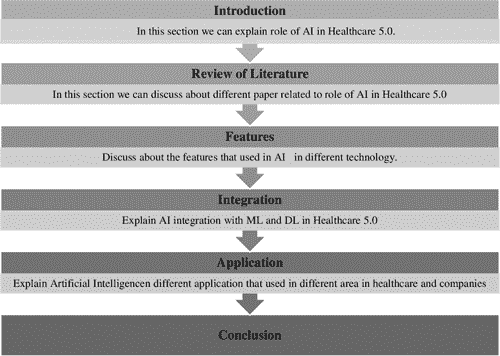 Introduction
In this section we can explain role of AI in Healthcare 5.0.
Review of Literature
In this section we can discuss about different paper related to role of AI in Healthcare 5.0
Features
Discuss about the features that used in AI in different technology.
Integration
Explain AI integration with ML and DL in Healthcare 5.0
Application
Explain Artificial Intelligencen different application that used in different area in healthcare and companies
Conclusion